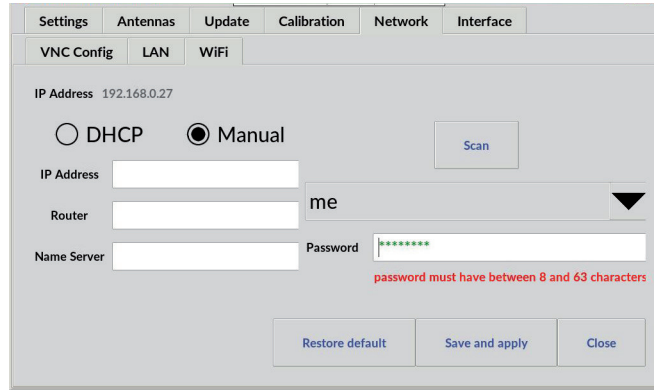 Settings Antennas Update Calibration Network Interface
VNC Config LAN WiFi
IP Address 192.168.0.27
DHCP Manual
Scan
IP Address
me
Router
Password ********
Name Server
password must have between 8 and 63 characters
Restore default Save and apply Close